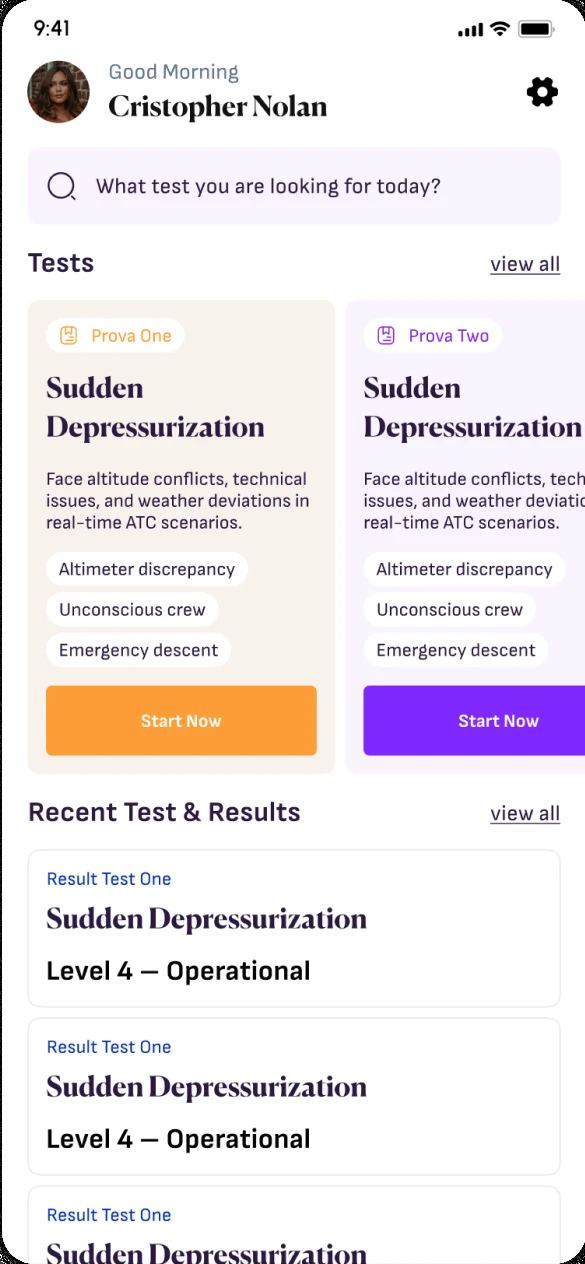 9:41
Good Morning
Cristopher Nolan
What test you are looking for today?
Tests
view all
Prova One
Sudden
Depressurization
Face altitude conflicts, technical
issues, and weather deviations in
real-time ATC scenarios.
Altimeter discrepancy
Unconscious crew
Emergency descent
Start Now
Prova Two
Sudden
Depressurization
Face altitude conflicts, tech
issues, and weather
real-time ATC scenarios.
Altimeter discrepancy
Unconscious crew
Emergency descent
Start Now
Recent Test & Results
view all
Result Test One
Sudden Depressurization
Level 4 – Operational
Result Test One
Sudden Depressurization
Level 4 – Operational
Result Test One
Sudden Depressurization